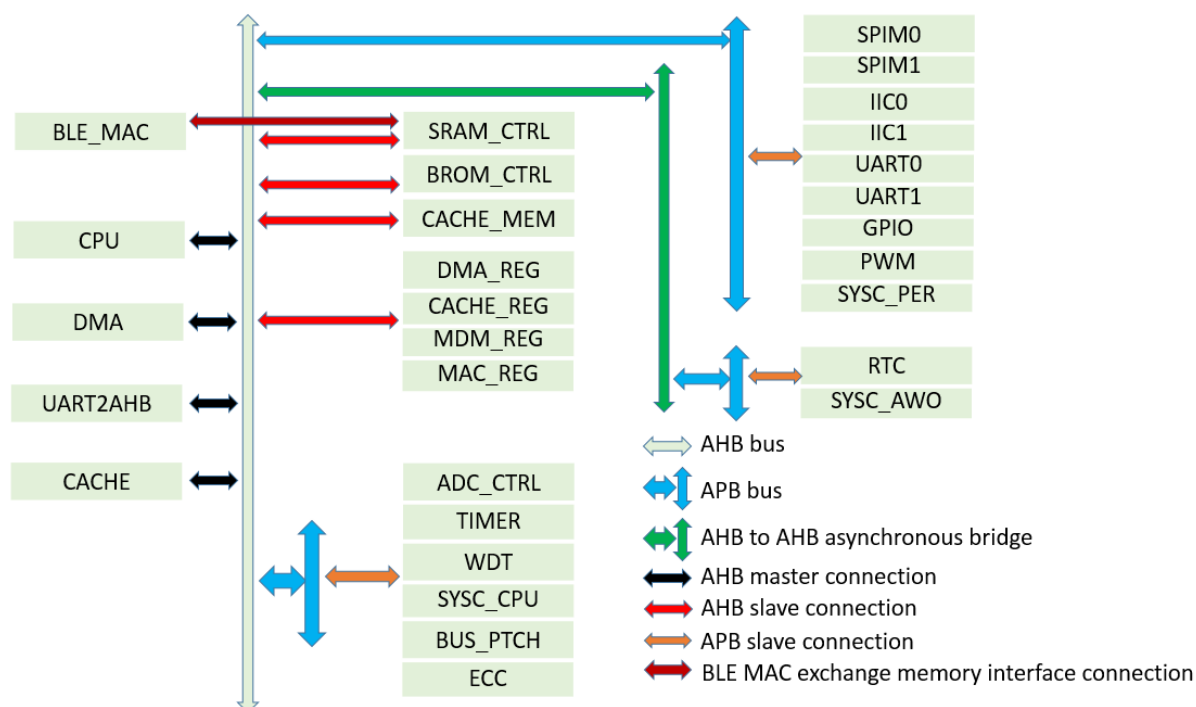 BLE_MAC
CPU
DMA
UART2AHB
CACHE
SRAM_CTRL
BROM_CTRL
CACHE_MEM
DMA_REG
CACHE_REG
MDM_REG
MAC_REG
ADC_CTRL
TIMER
WDT
SYSC_CPU
BUS_PTCH
ECC
SPIM0
SPIM1
IIC0
IIC1
UART0
UART1
GPIO
PWM
SYSC_PER
RTC
SYSC_AWO
AHB bus
APB bus
AHB to AHB asynchronous bridge
AHB master connection
AHB slave connection
APB slave connection
BLE MAC exchange memory interface connection